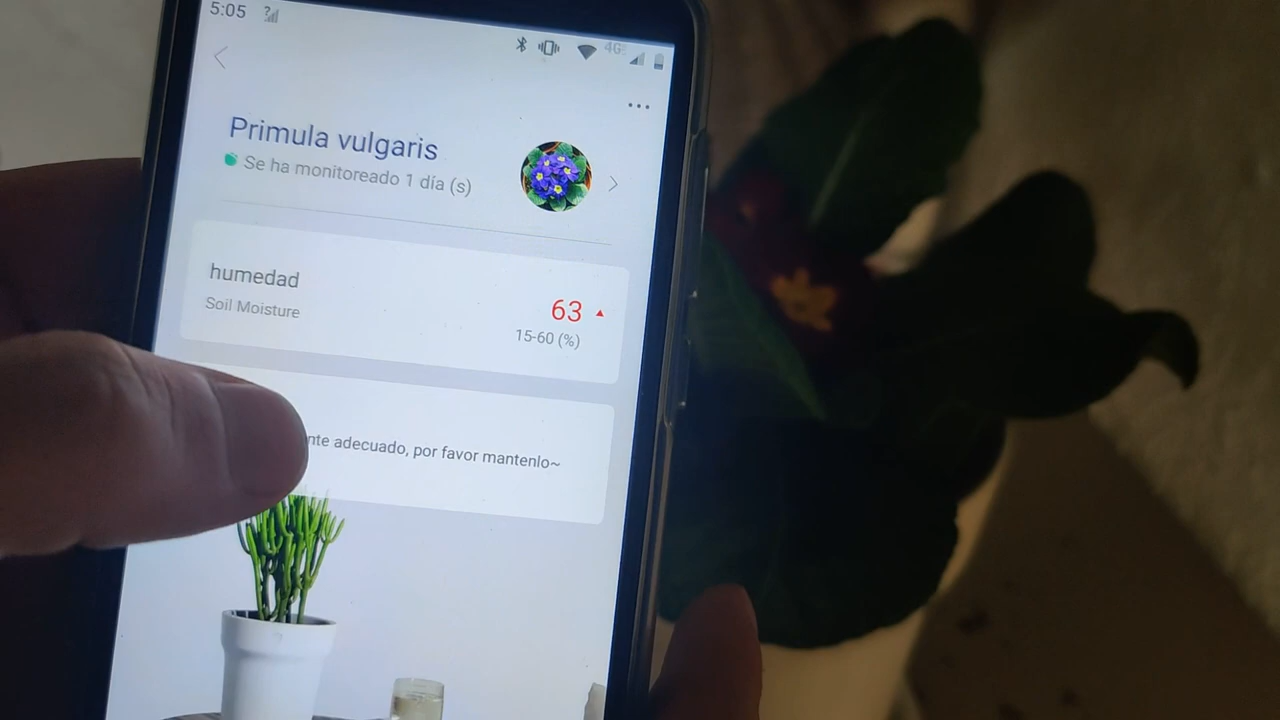 5:05
4G
Primula vulgaris
Se ha monitoreado 1 día (s)
humedad
Soil Moisture
63
15-60 (%)
adecuado, por favor mantenlo~